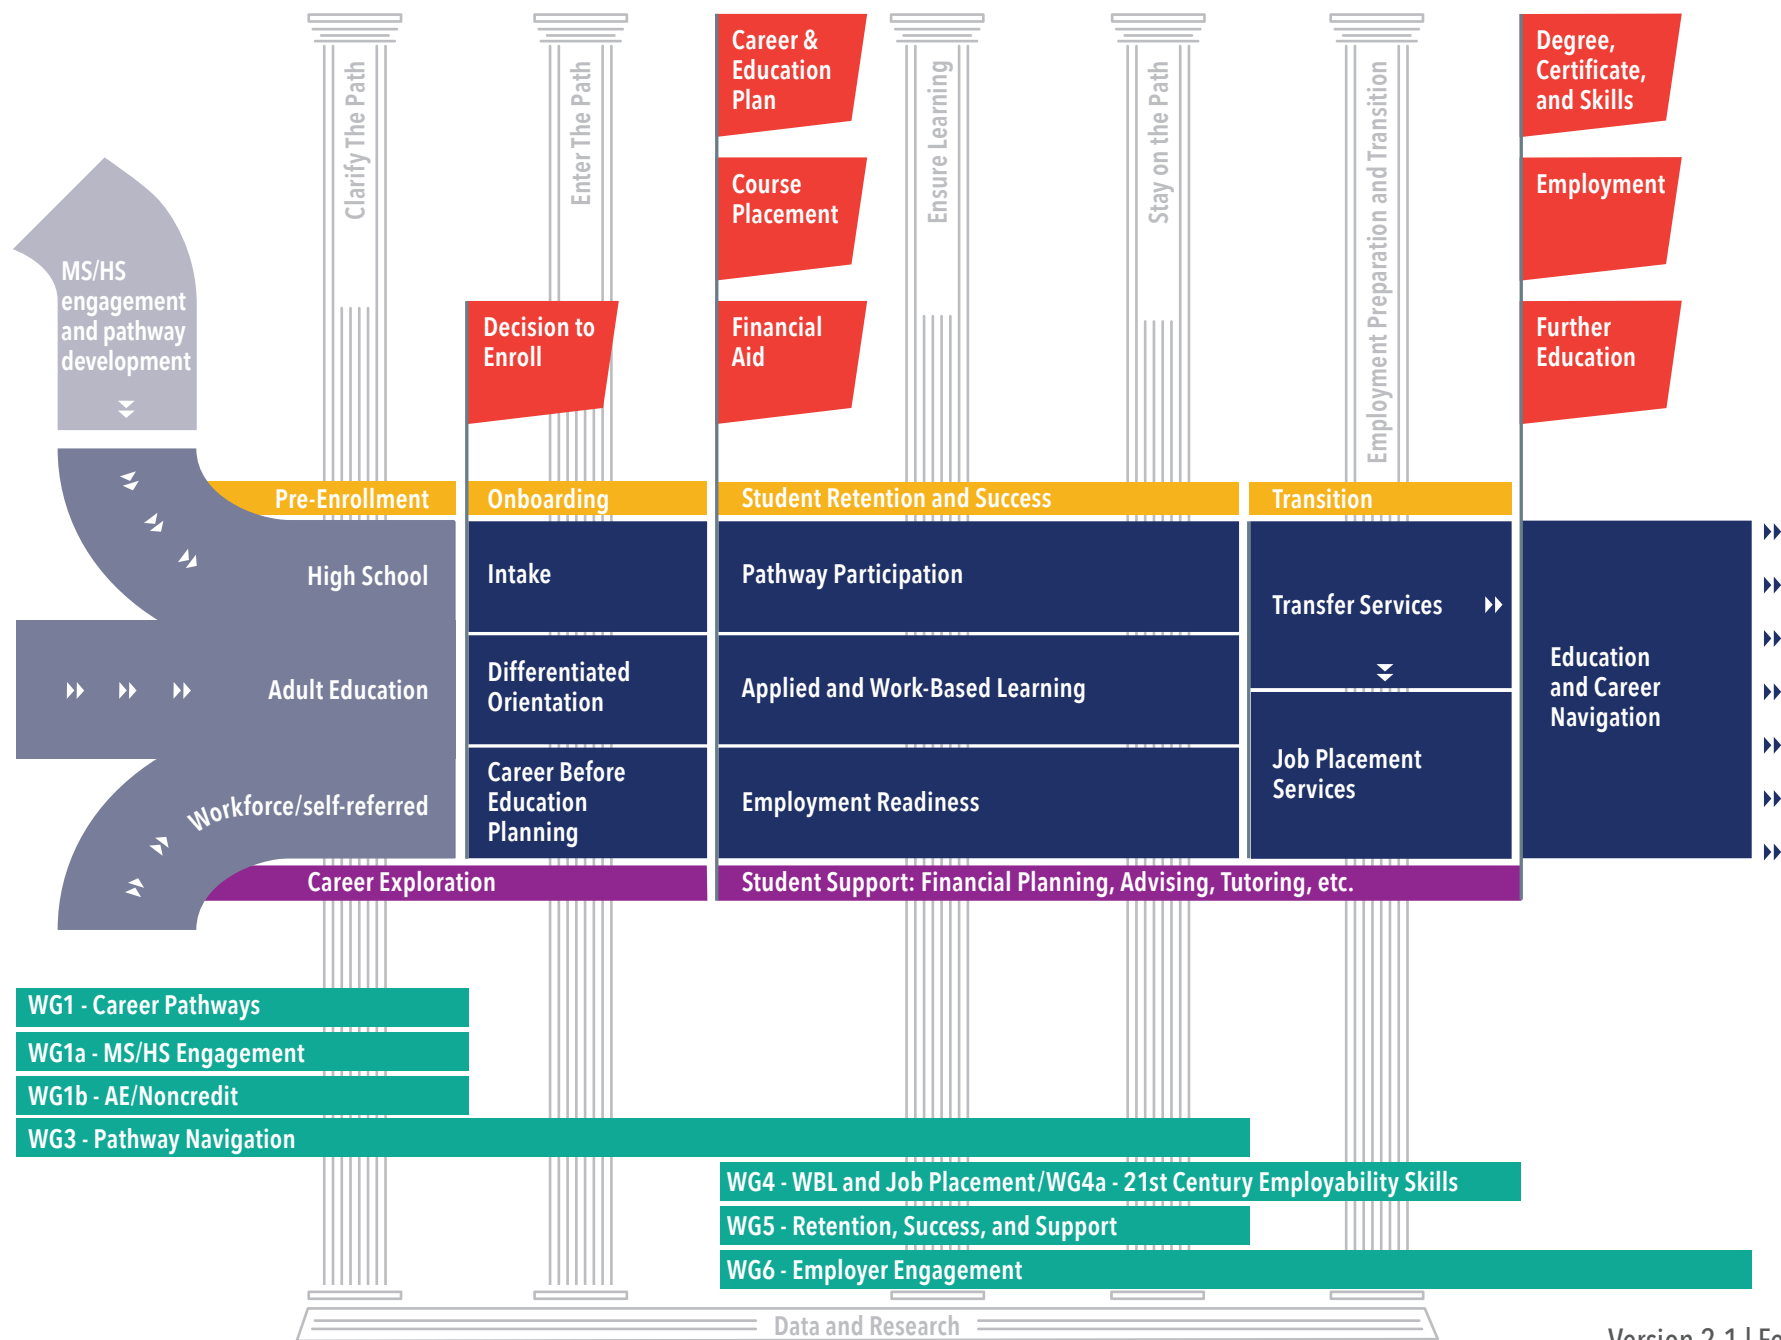 Clarify The Path
Enter The Path
Career &
Education
Plan
Ensure Learning
Stay on the Path
Employment Preparation and Transition
Degree,
Certificate,
and Skills
Course
Placement
Employment
MS/HS
engagement
and pathway
development
Decision to
Enroll
Financial
Aid
Further
Education
Pre-Enrollment
Onboarding
Student Retention and Success
Transition
High School
Intake
Pathway Participation
Transfer Services
Adult Education
Differentiated
Orientation
Applied and Work-Based Learning
Education
and Career
Navigation
Workforce/self-referred
Career Before
Education
Planning
Employment Readiness
Job Placement
Services
Career Exploration
Student Support: Financial Planning, Advising, Tutoring, etc.
WG1 - Career Pathways
WG1a - MS/HS Engagement
WG1b - AE/Noncredit
WG3 - Pathway Navigation
WG4 - WBL and Job Placement/WG4a - 21st Century Employability Skills
WG5 - Retention, Success, and Support
WG6 - Employer Engagement
Data and Research
Version 2.1 |